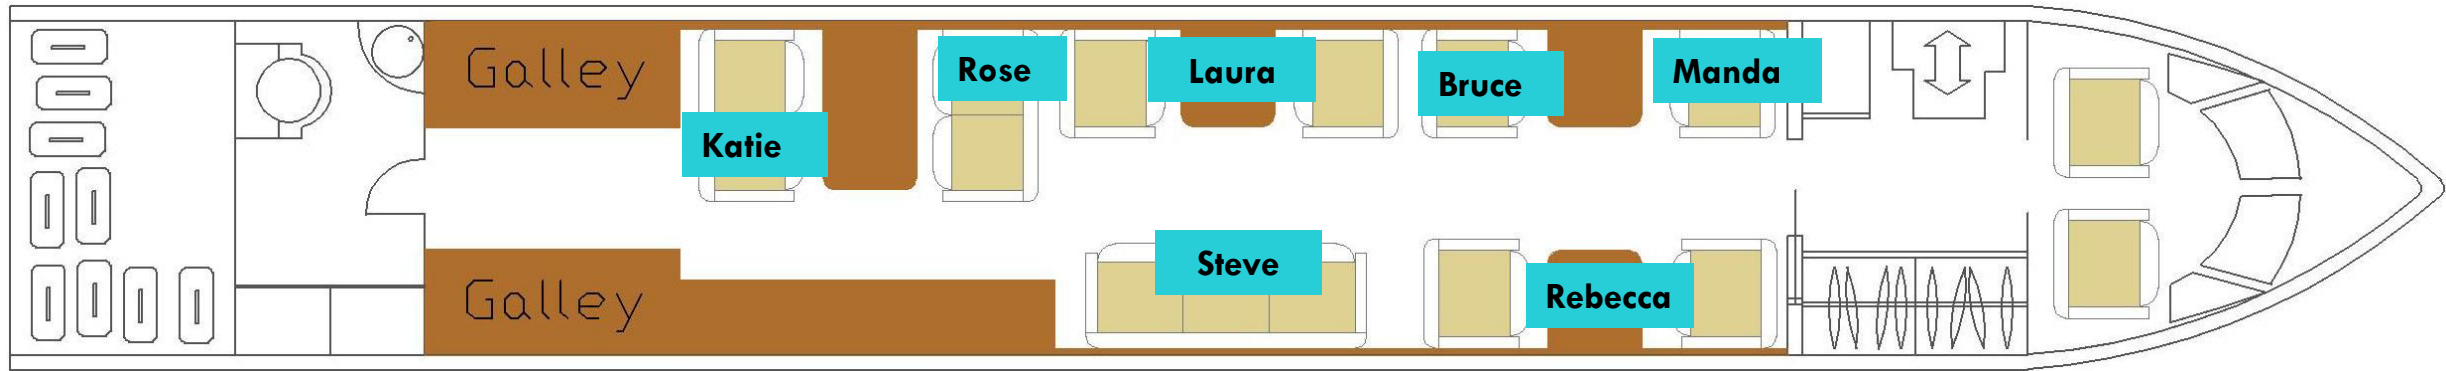 Galley
Katie
Rose
Laura
Bruce
Manda
Galley
Steve
Rebecca